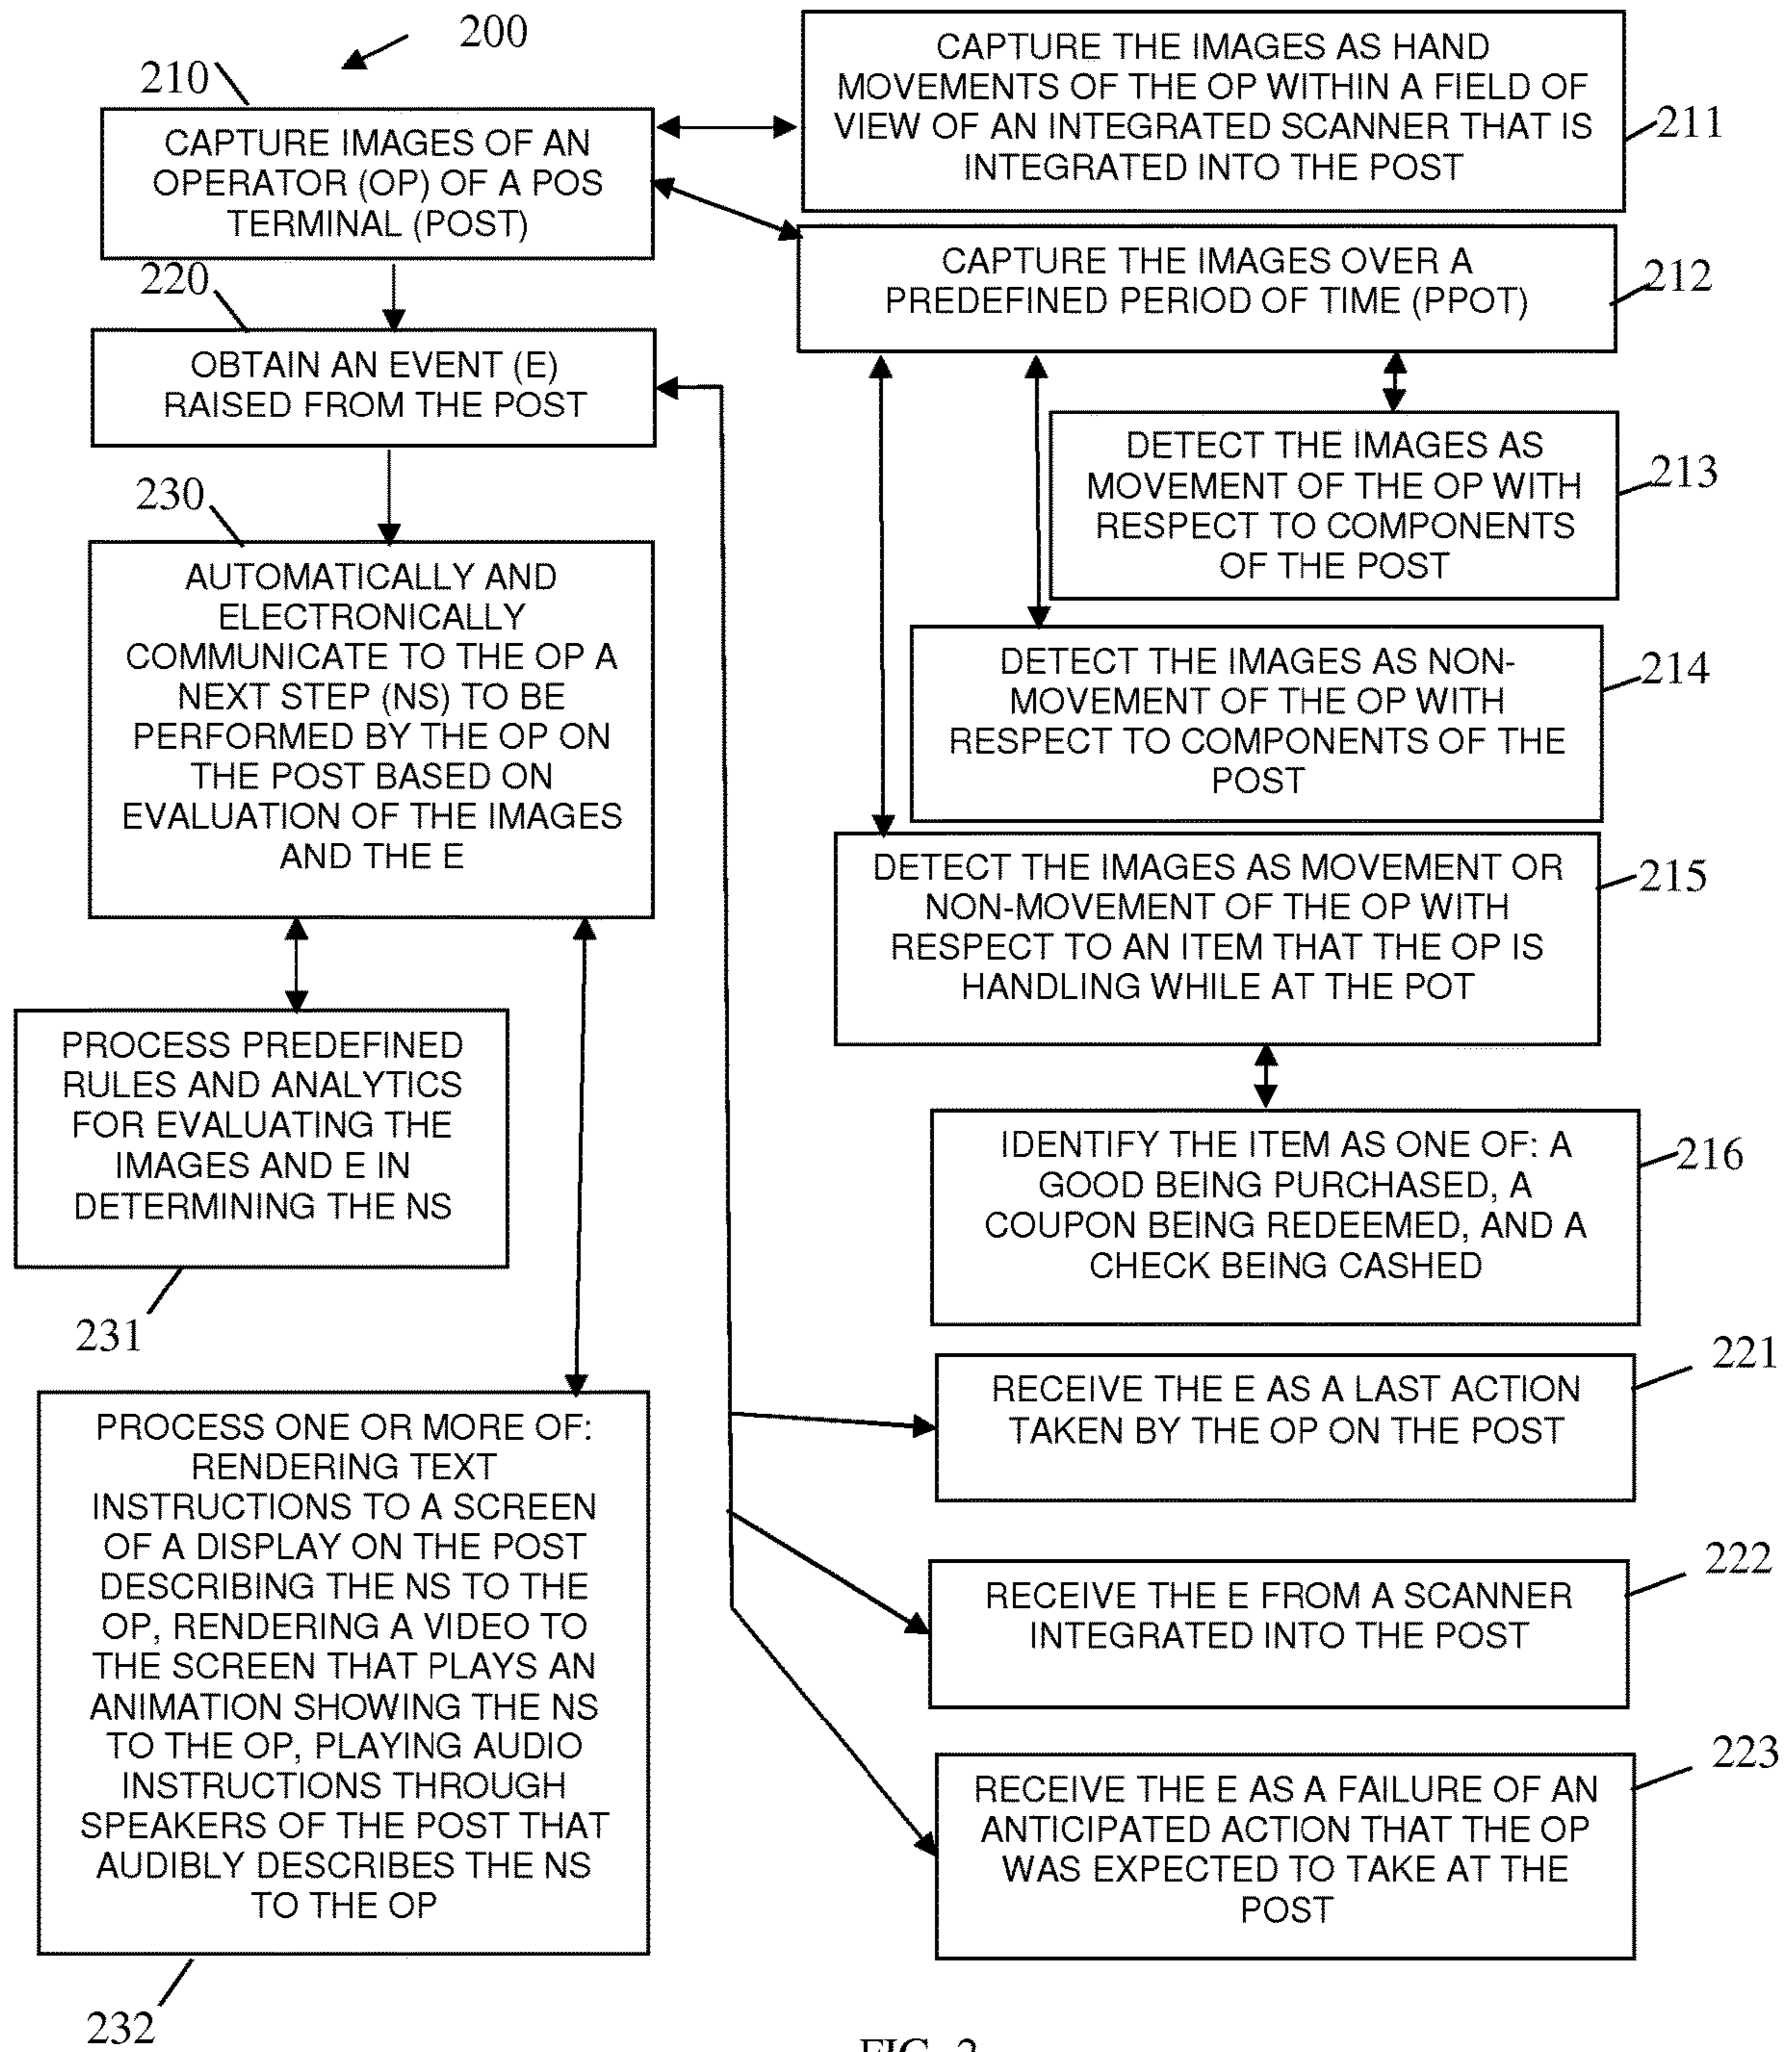 200
210
CAPTURE IMAGES OF AN
OPERATOR (OP) OF A POS
TERMINAL (POST)
CAPTURE THE IMAGES AS HAND
MOVEMENTS OF THE OP WITHIN A FIELD OF
VIEW OF AN INTEGRATED SCANNER THAT IS
INTEGRATED INTO THE POST
211
CAPTURE THE IMAGES OVER A
PREDEFINED PERIOD OF TIME (PPOT)
212
220
OBTAIN AN EVENT (E)
RAISED FROM THE POST
DETECT THE IMAGES AS
MOVEMENT OF THE OP WITH
RESPECT TO COMPONENTS
OF THE POST
213
230
AUTOMATICALLY AND
ELECTRONICALLY
COMMUNICATE TO THE OP A
NEXT STEP (NS) TO BE
PERFORMED BY THE OP ON
THE POST BASED ON
EVALUATION OF THE IMAGES
AND THE E
DETECT THE IMAGES AS NON-
MOVEMENT OF THE OP WITH
RESPECT TO COMPONENTS OF THE
POST
214
DETECT THE IMAGES AS MOVEMENT OR
NON-MOVEMENT OF THE OP WITH
RESPECT TO AN ITEM THAT THE OP IS
HANDLING WHILE AT THE POT
215
PROCESS PREDEFINED
RULES AND ANALYTICS
FOR EVALUATING THE
IMAGES AND E IN
DETERMINING THE NS
231
IDENTIFY THE ITEM AS ONE OF: A
GOOD BEING PURCHASED, A
COUPON BEING REDEEMED, AND A
CHECK BEING CASHED
216
RECEIVE THE E AS A LAST ACTION
TAKEN BY THE OP ON THE POST
221
PROCESS ONE OR MORE OF:
RENDERING TEXT
INSTRUCTIONS TO A SCREEN
OF A DISPLAY ON THE POST
DESCRIBING THE NS TO THE
OP, RENDERING A VIDEO TO
THE SCREEN THAT PLAYS AN
ANIMATION SHOWING THE NS
TO THE OP, PLAYING AUDIO
INSTRUCTIONS THROUGH
SPEAKERS OF THE POST THAT
AUDIBLY DESCRIBES THE NS
TO THE OP
232
RECEIVE THE E FROM A SCANNER
INTEGRATED INTO THE POST
222
RECEIVE THE E AS A FAILURE OF AN
ANTICIPATED ACTION THAT THE OP
WAS EXPECTED TO TAKE AT THE
POST
223
FIG. 2